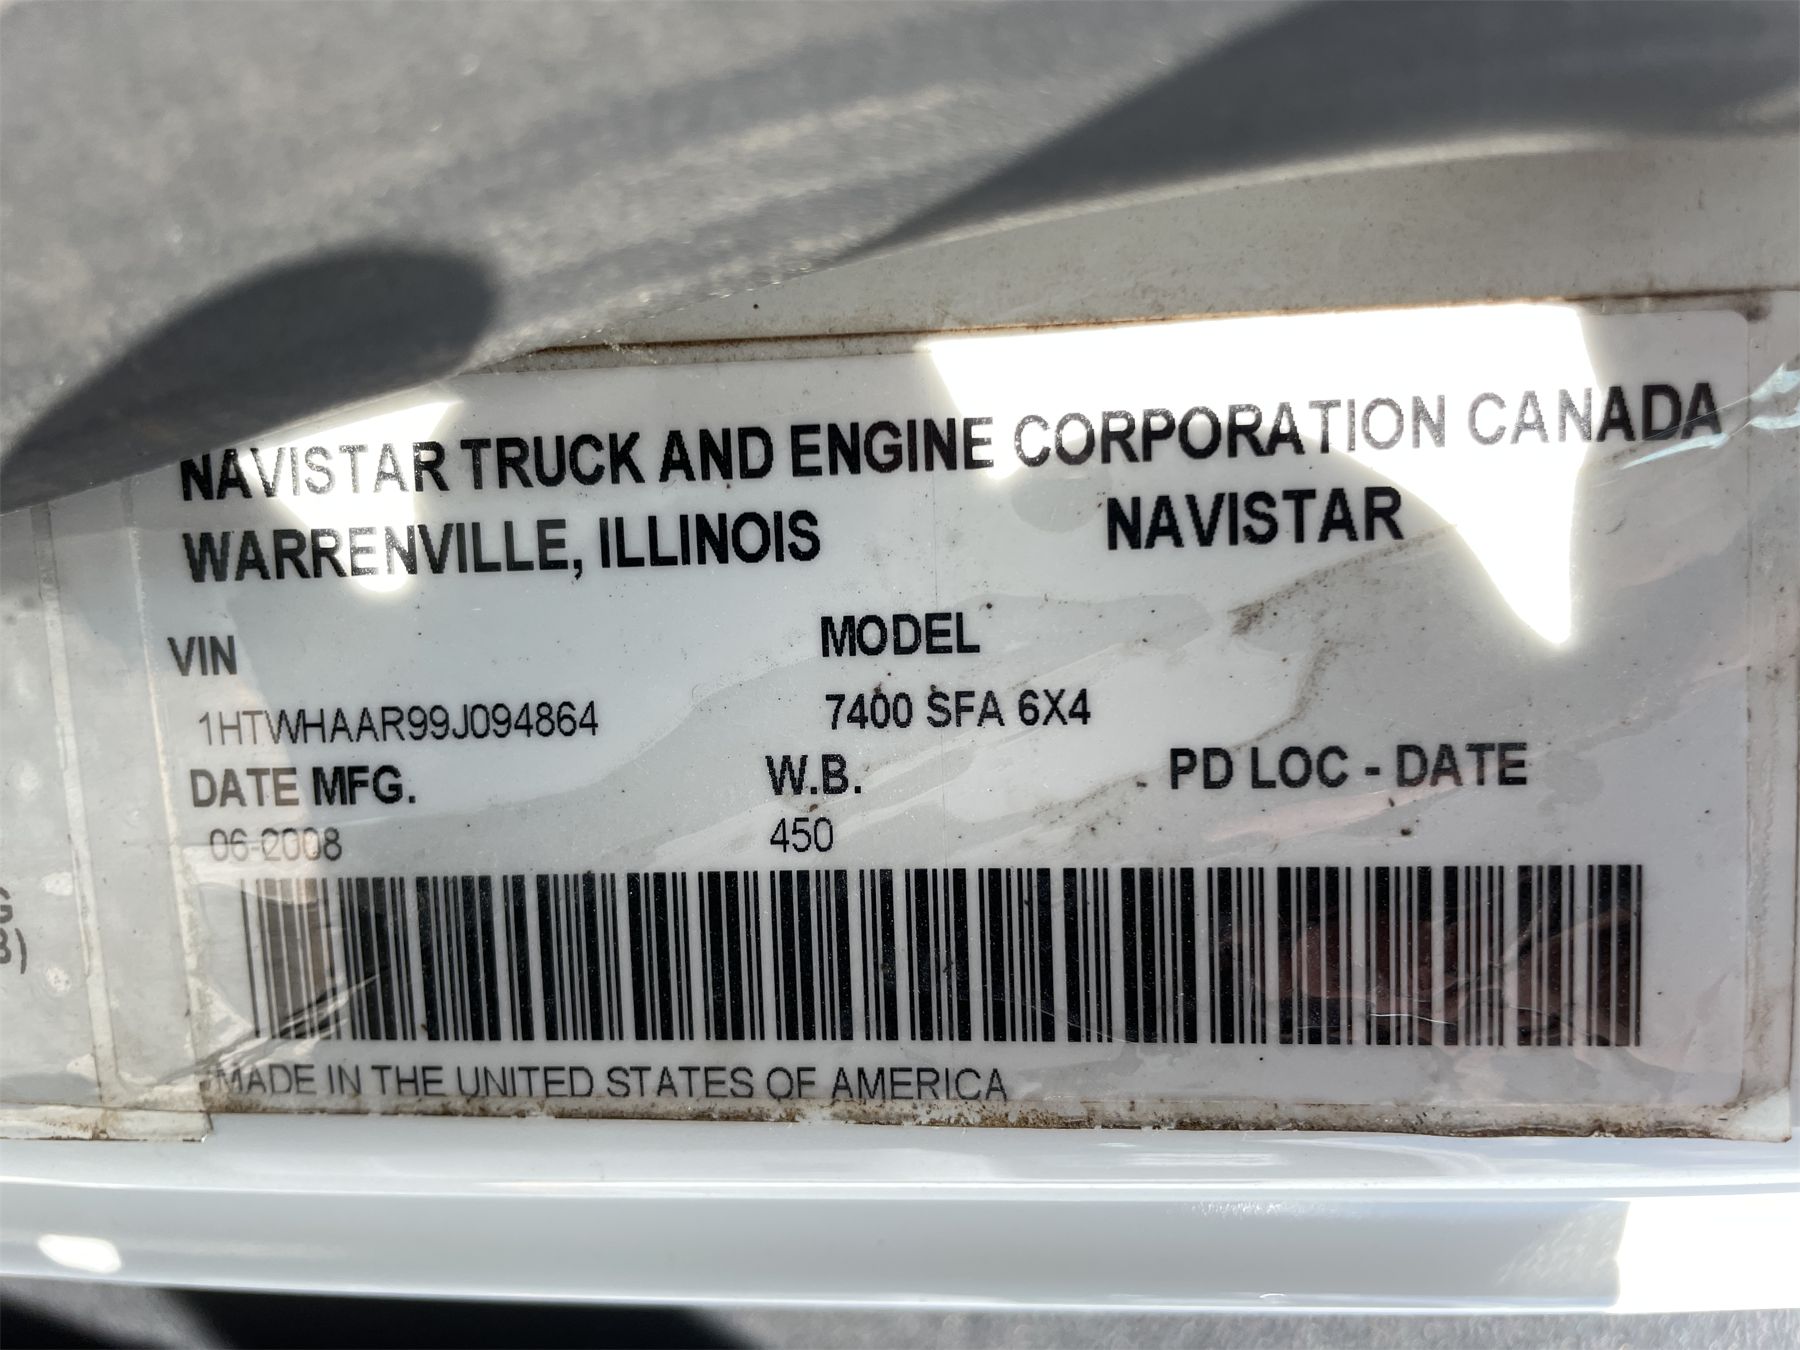 NAVISTAR TRUCK AND ENGINE CORPORATION CANADA
WARRENVILLE, ILLINOIS NAVISTAR
VIN MODEL
1HTWHAAR99J094864 7400 SFA 6X4
DATE MFG. W.B. PD LOC - DATE
06-2008 450
MADE IN THE UNITED STATES OF AMERICA